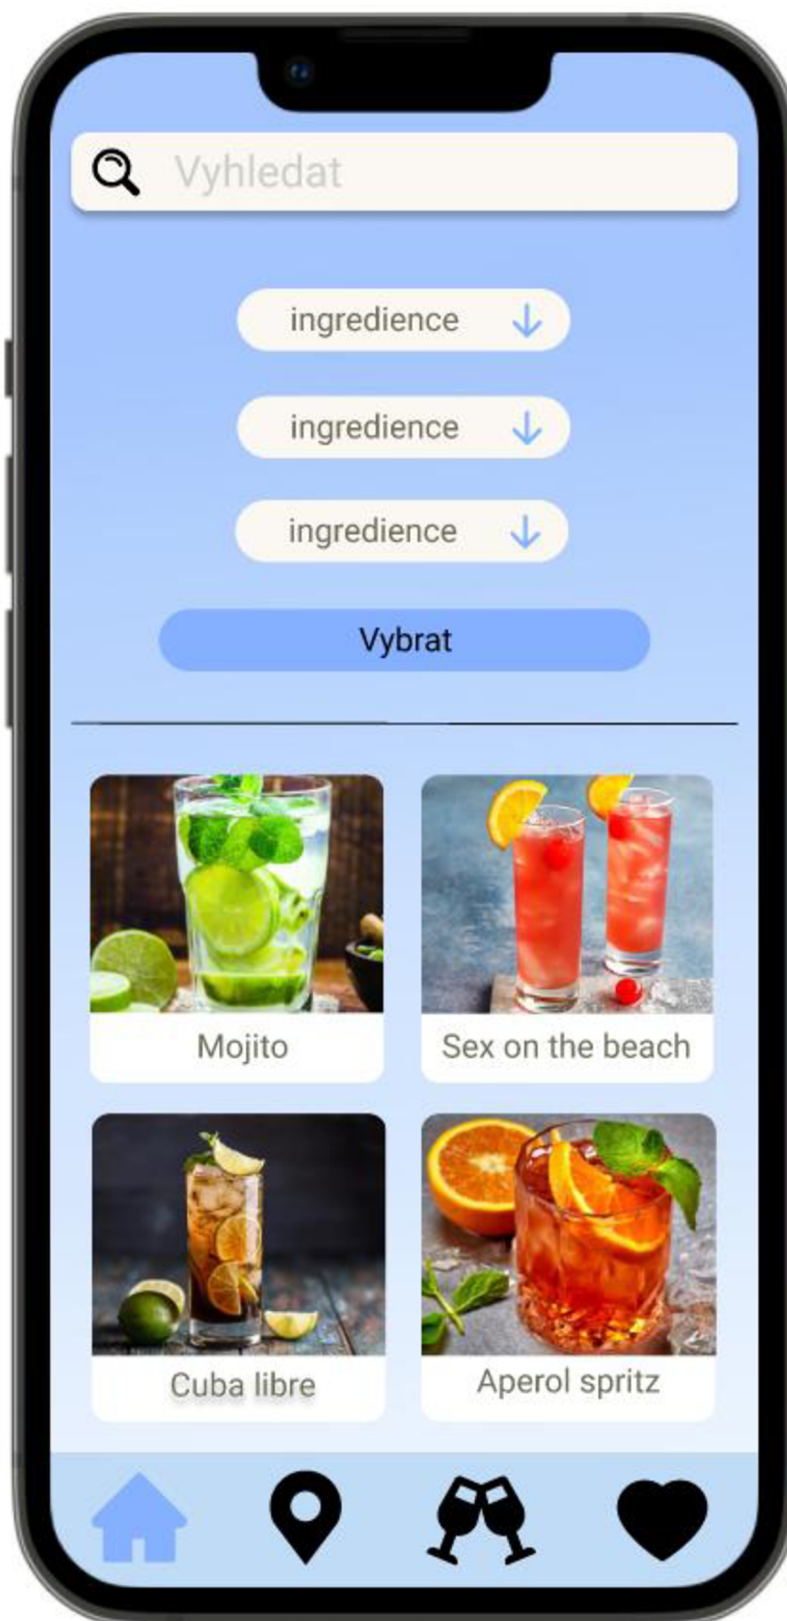 Vyhledat
ingredience
ingredience
ingredience
Vybrat
Mojito
Sex on the beach
Cuba libre
Aperol spritz